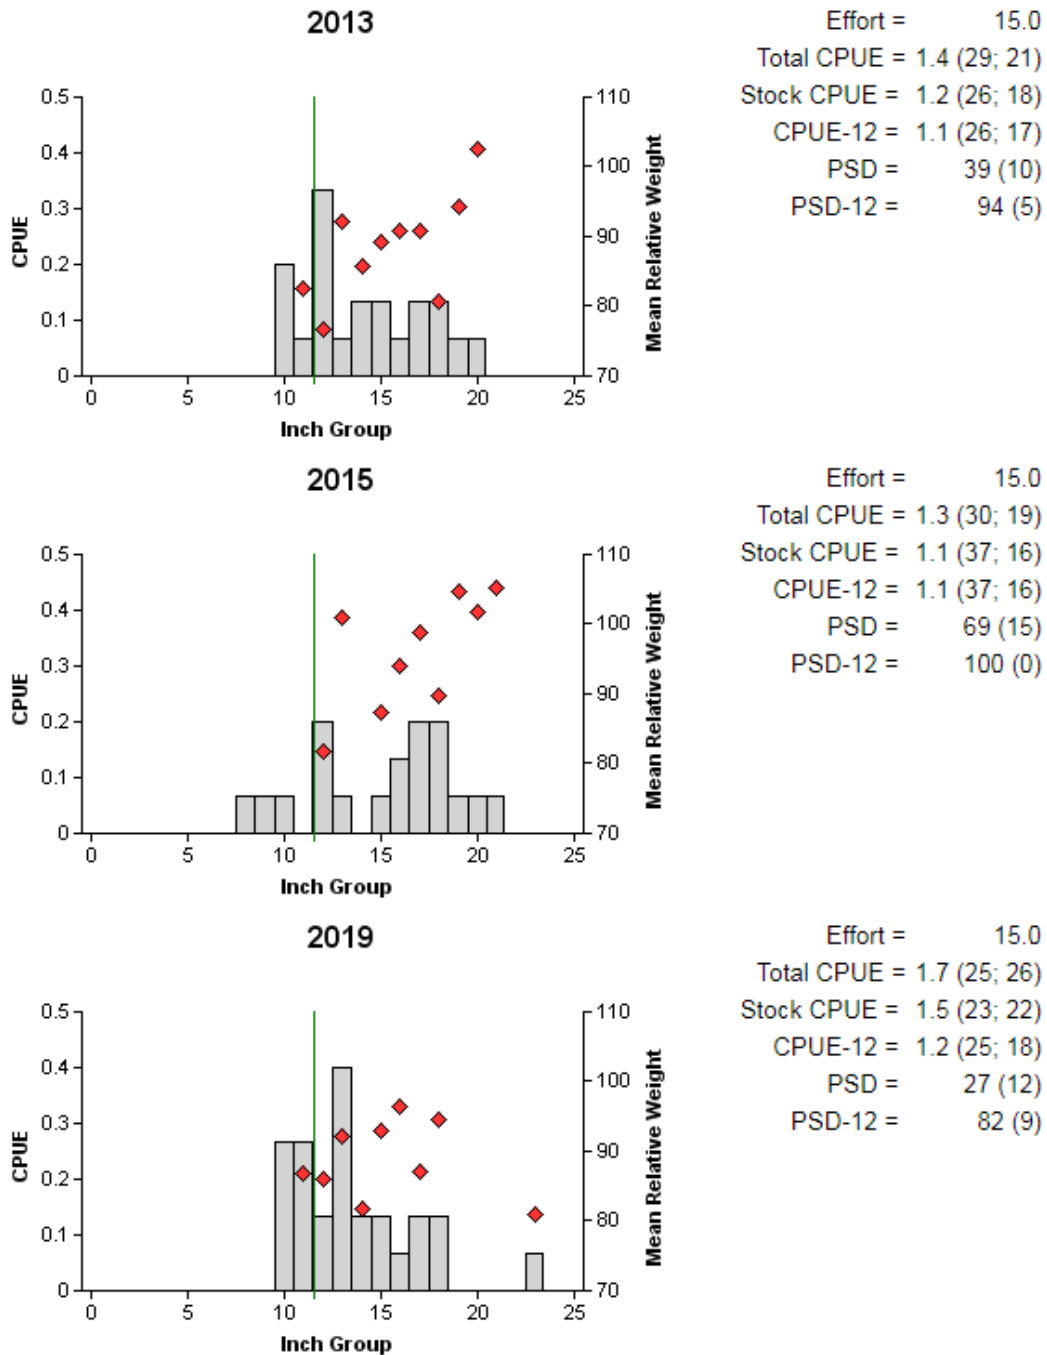 2013
Effort = 15.0
Total CPUE = 1.4 (29; 21)
Stock CPUE = 1.2 (26; 18)
CPUE-12 = 1.1 (26; 17)
PSD = 39 (10)
PSD-12 = 94 (5)
0.5
0.4
0.3
0.2
0.1
0
CPUE
110
100
90
80
70
Mean Relative Weight
0 5 10 15 20 25
Inch Group
2015
Effort = 15.0
Total CPUE = 1.3 (30; 19)
Stock CPUE = 1.1 (37; 16)
CPUE-12 = 1.1 (37; 16)
PSD = 69 (15)
PSD-12 = 100 (0)
0.5
0.4
0.3
0.2
0.1
0
CPUE
110
100
90
80
70
Mean Relative Weight
0 5 10 15 20 25
Inch Group
2019
Effort = 15.0
Total CPUE = 1.7 (25; 26)
Stock CPUE = 1.5 (23; 22)
CPUE-12 = 1.2 (25; 18)
PSD = 27 (12)
PSD-12 = 82 (9)
0.5
0.4
0.3
0.2
0.1
0
CPUE
110
100
90
80
70
Mean Relative Weight
0 5 10 15 20 25
Inch Group